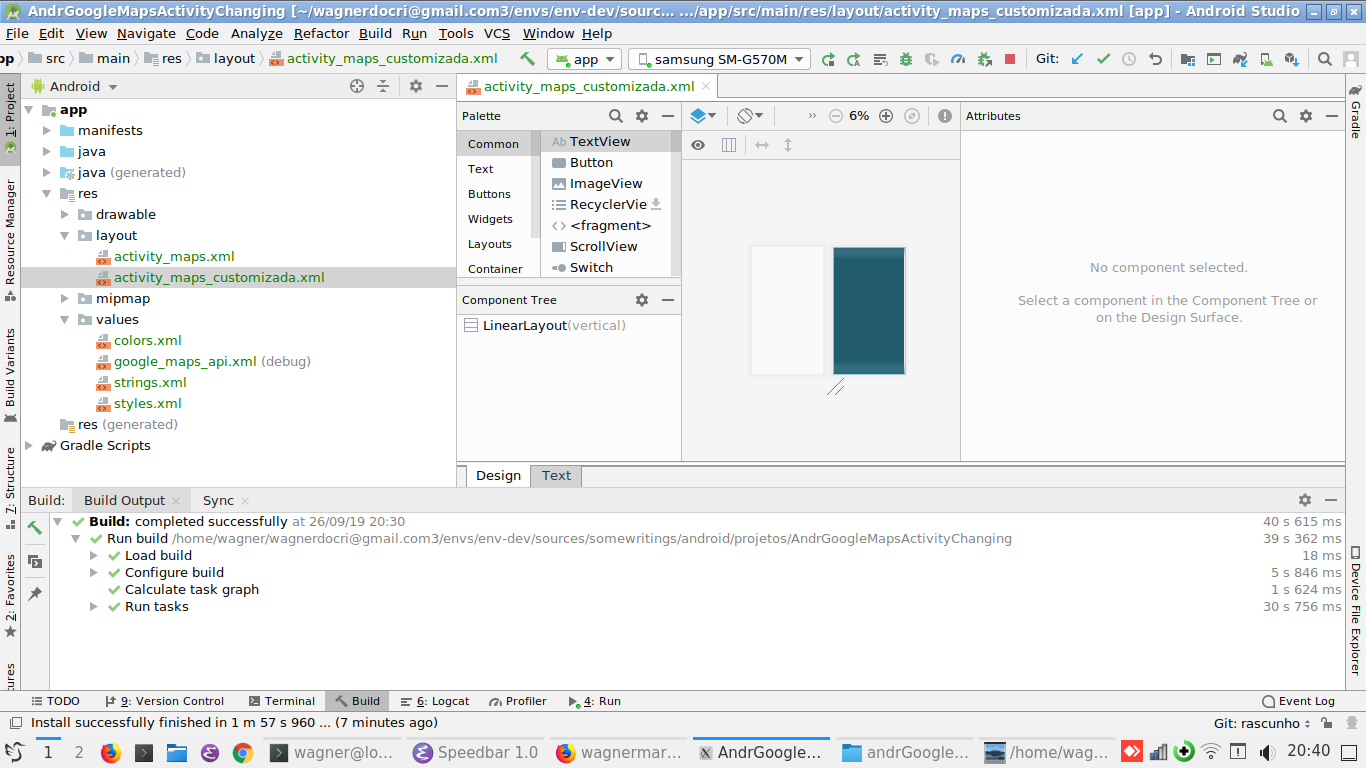 AndrGoogleMapsActivityChanging [~/wagnerdocri@gmail.com3/envs/env-dev/sourc... .../app/src/main/res/layout/activity_maps_customizada.xml [app] - Android Studio
File Edit View Navigate Code Analyze Refactor Build Run Tools VCS Window Help
pp src main res layout activity_maps_customizada.xml app samsung SM-G570M Git:
1: Project
Resource Manager
Build Variants
7: Structure
2: Favorites
Android
app
manifests
java
java (generated)
res
drawable
layout
activity_maps.xml
activity_maps_customizada.xml
mipmap
values
colors.xml
google_maps_api.xml (debug)
strings.xml
styles.xml
res (generated)
Gradle Scripts
activity_maps_customizada.xml
Palette
Common
Text
Buttons
Widgets
Layouts
Container
Ab TextView
Button
ImageView
RecyclerVie
<fragment>
ScrollView
Switch
Component Tree
LinearLayout(vertical)
6%
Attributes
No component selected.
Select a component in the Component Tree or
on the Design Surface.
Design Text
Gradle
Device File Explorer
Build: Build Output Sync
Build: completed successfully at 26/09/19 20:30 40 s 615 ms
Run build /home/wagner/wagnerdocri@gmail.com3/envs/env-dev/sources/somewritings/android/projetos/AndrGoogleMapsActivityChanging 39 s 362 ms
Load build 18 ms
Configure build 5 s 846 ms
Calculate task graph 1 s 624 ms
Run tasks 30 s 756 ms
TODO 9: Version Control Terminal Build 6: Logcat Profiler 4: Run Event Log
Install successfully finished in 1 m 57 s 960 ... (7 minutes ago) Git: rascunho
1 2 wagner@lo... Speedbar 1.0 wagnermar... AndrGoogle... andrGoogle... /home/wag... 20:40